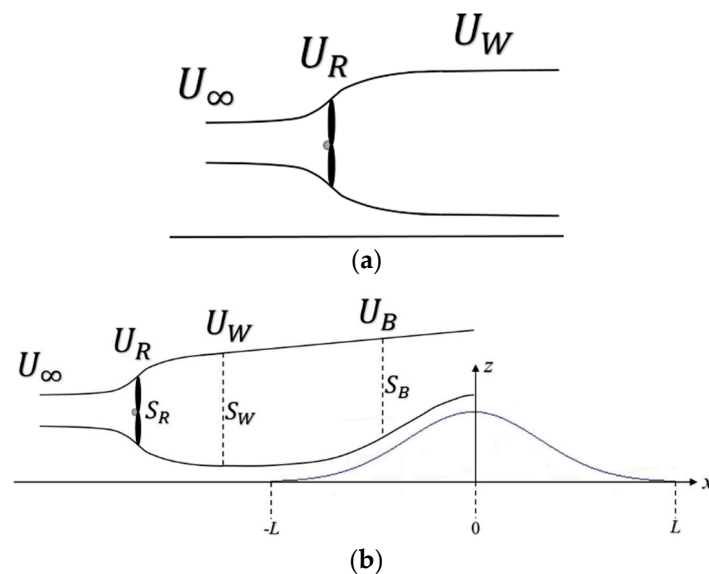 U∞ U_R U_W
(a)
U∞ U_R U_W U_B
S_R S_W S_B
z
x
-L 0 L
(b)